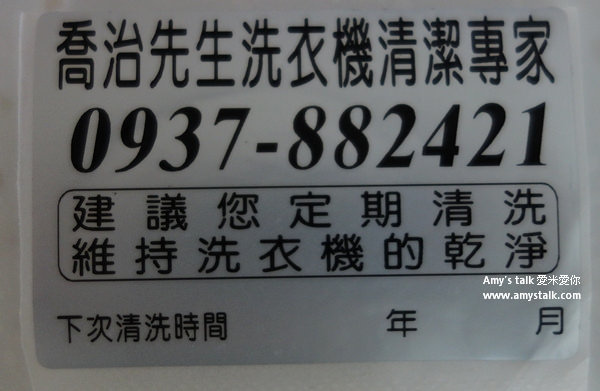 喬治先生洗衣機清潔專家
0937-882421
建議您定期清洗
維持洗衣機的乾淨
Amy's talk 愛米愛你
www.amystalk.com
下次清洗時間 年 月